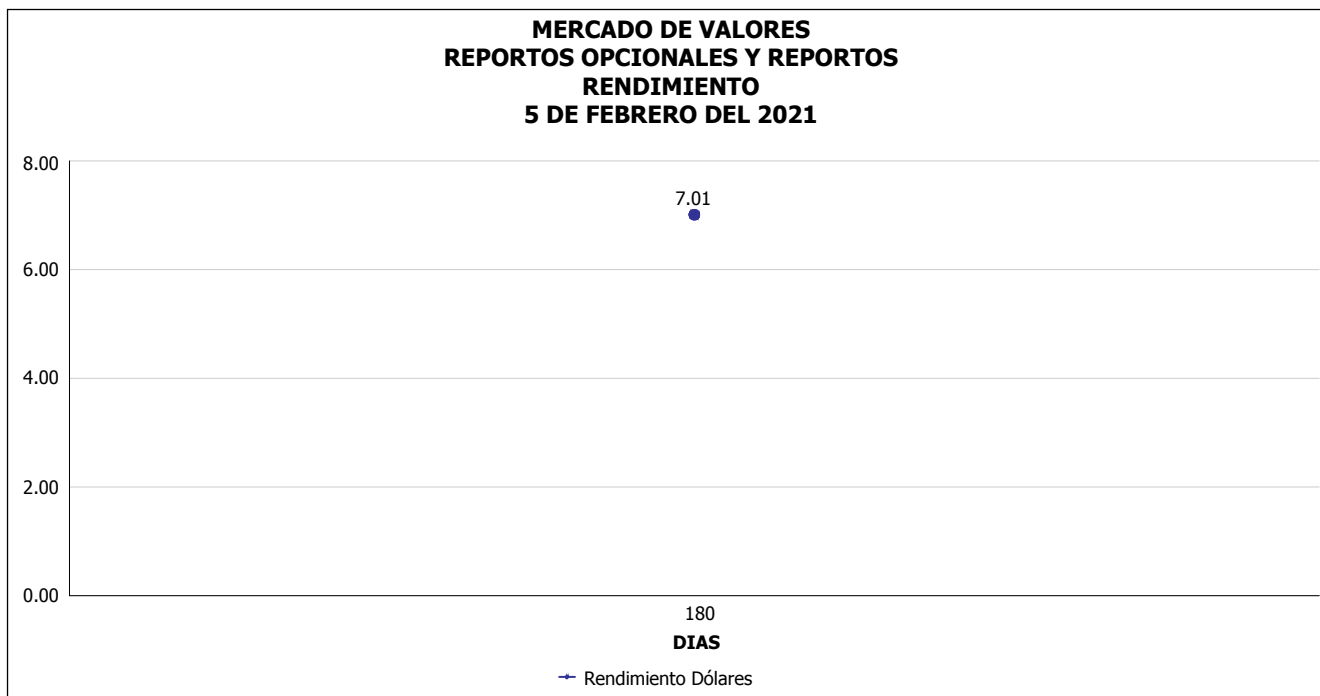 MERCADO DE VALORES
REPORTOS OPCIONALES Y REPORTOS
RENDIMIENTO
5 DE FEBRERO DEL 2021
8.00
7.01
6.00
4.00
2.00
0.00
180
DIAS
Rendimiento Dólares